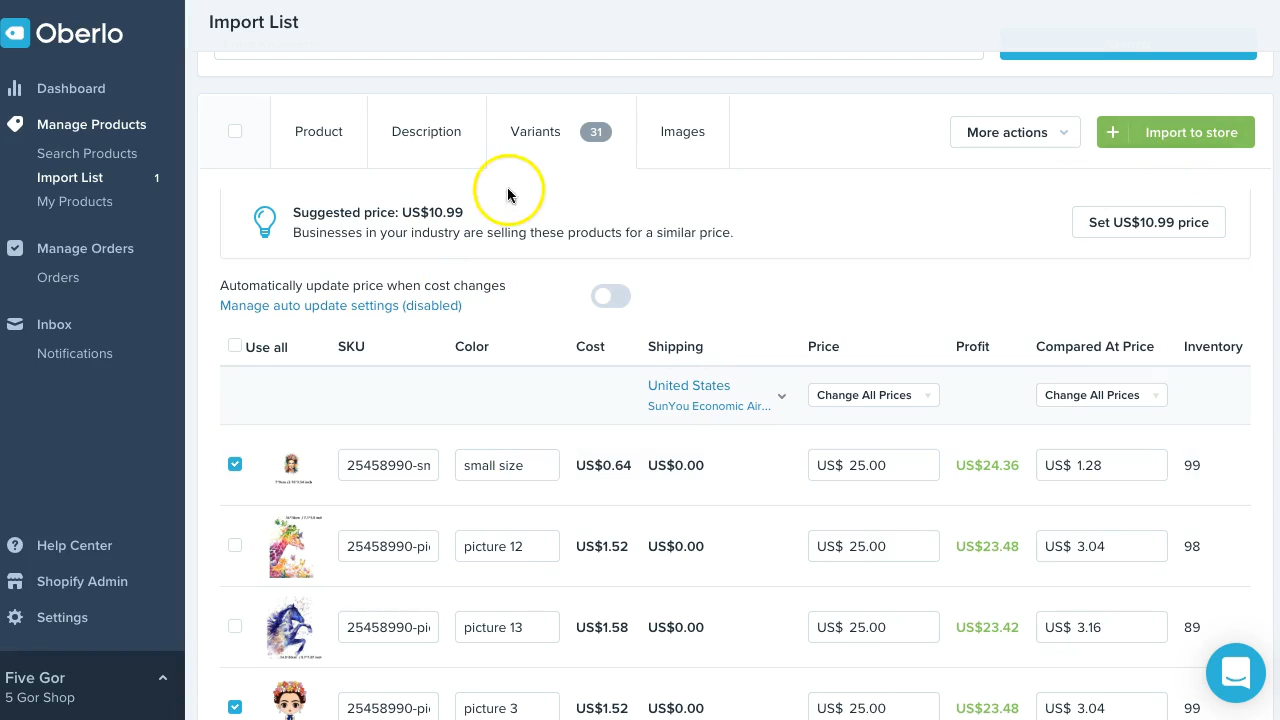 Oberlo
Import List
Dashboard
Manage Products
Search Products
Import List 1
My Products
Manage Orders
Orders
Inbox
Notifications
Help Center
Shopify Admin
Settings
Five Gor
5 Gor Shop
Product Description Variants 31 Images More actions + Import to store
Suggested price: US$10.99
Businesses in your industry are selling these products for a similar price.
Set US$10.99 price
Automatically update price when cost changes
Manage auto update settings (disabled)
Use all SKU Color Cost Shipping Price Profit Compared At Price Inventory
United States
SunYou Economic Air...
Change All Prices Change All Prices
25458990-sn small size US$0.64 US$0.00 US$ 25.00 US$24.36 US$ 1.28 99
25458990-pi picture 12 US$1.52 US$0.00 US$ 25.00 US$23.48 US$ 3.04 98
25458990-pi picture 13 US$1.58 US$0.00 US$ 25.00 US$23.42 US$ 3.16 89
25458990-pi picture 3 US$1.52 US$0.00 US$ 25.00 US$23.48 US$ 3.04 99